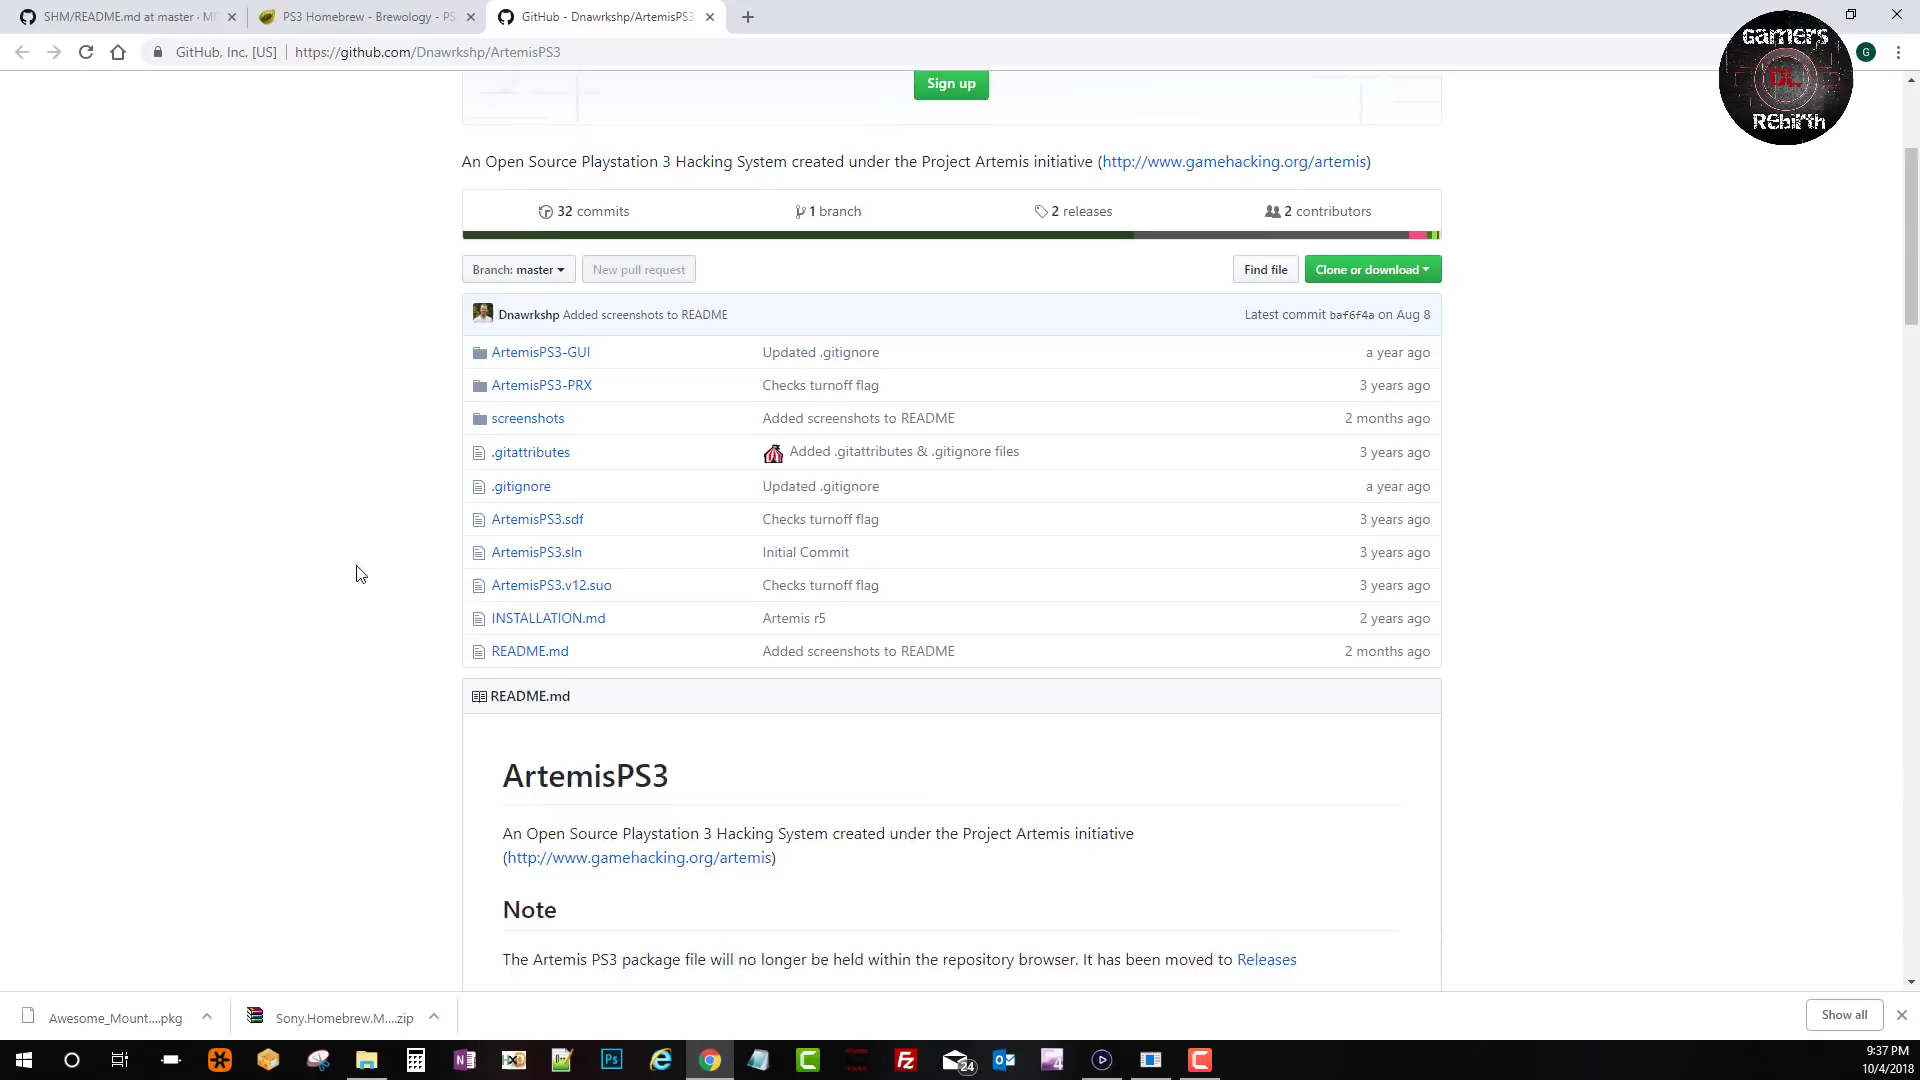 SHM/README.md at master · M
PS3 Homebrew - Brewology - PS
GitHub - Dnawrkshp/ArtemisPS3
GitHub, Inc. [US]
https://github.com/Dnawrkshp/ArtemisPS3
G
GamerS
DL
REbirth
Sign up
An Open Source Playstation 3 Hacking System created under the Project Artemis initiative (http://www.gamehacking.org/artemis)
32 commits
1 branch
2 releases
2 contributors
Branch: master
New pull request
Find file
Clone or download
Dnawrkshp Added screenshots to README
Latest commit baf6f4a on Aug 8
ArtemisPS3-GUI
Updated .gitignore
a year ago
ArtemisPS3-PRX
Checks turnoff flag
3 years ago
screenshots
Added screenshots to README
2 months ago
.gitattributes
Added .gitattributes & .gitignore files
3 years ago
.gitignore
Updated .gitignore
a year ago
ArtemisPS3.sdf
Checks turnoff flag
3 years ago
ArtemisPS3.sln
Initial Commit
3 years ago
ArtemisPS3.v12.suo
Checks turnoff flag
3 years ago
INSTALLATION.md
Artemis r5
2 years ago
README.md
Added screenshots to README
2 months ago
README.md
ArtemisPS3
An Open Source Playstation 3 Hacking System created under the Project Artemis initiative
(http://www.gamehacking.org/artemis)
Note
The Artemis PS3 package file will no longer be held within the repository browser. It has been moved to Releases
Awesome_Mount....pkg
Sony.Homebrew.M....zip
Show all
24
9:37 PM
10/4/2018